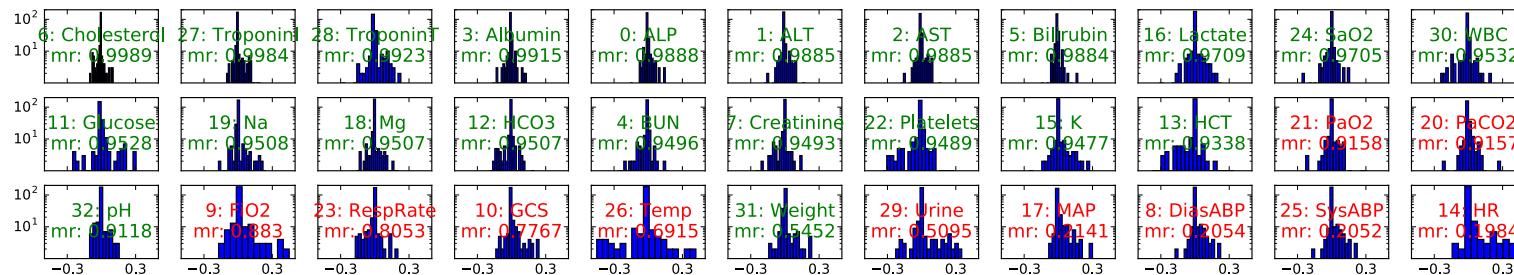 10²
10¹
6: Cholesterol
mr: 0.9989
27: TroponinI
mr: 0.9984
28: TroponinT
mr: 0.9923
3: Albumin
mr: 0.9915
0: ALP
mr: 0.9888
1: ALT
mr: 0.9885
2: AST
mr: 0.9885
5: Bilirubin
mr: 0.9884
16: Lactate
mr: 0.9709
24: SaO2
mr: 0.9705
30: WBC
mr: 0.9532
10²
10¹
11: Glucose
mr: 0.9528
19: Na
mr: 0.9508
18: Mg
mr: 0.9507
12: HCO3
mr: 0.9507
4: BUN
mr: 0.9496
7: Creatinine
mr: 0.9493
22: Platelets
mr: 0.9489
15: K
mr: 0.9477
13: HCT
mr: 0.9338
21: PaO2
mr: 0.9158
20: PaCO2
mr: 0.9157
10²
10¹
32: pH
mr: 0.9118
9: FiO2
mr: 0.883
23: RespRate
mr: 0.8053
10: GCS
mr: 0.7767
26: Temp
mr: 0.6915
31: Weight
mr: 0.5452
29: Urine
mr: 0.5095
17: MAP
mr: 0.2141
8: DiasABP
mr: 0.2054
25: SysABP
mr: 0.2052
14: HR
mr: 0.1984
−0.3 0.3 −0.3 0.3 −0.3 0.3 −0.3 0.3 −0.3 0.3 −0.3 0.3 −0.3 0.3 −0.3 0.3 −0.3 0.3 −0.3 0.3 −0.3 0.3